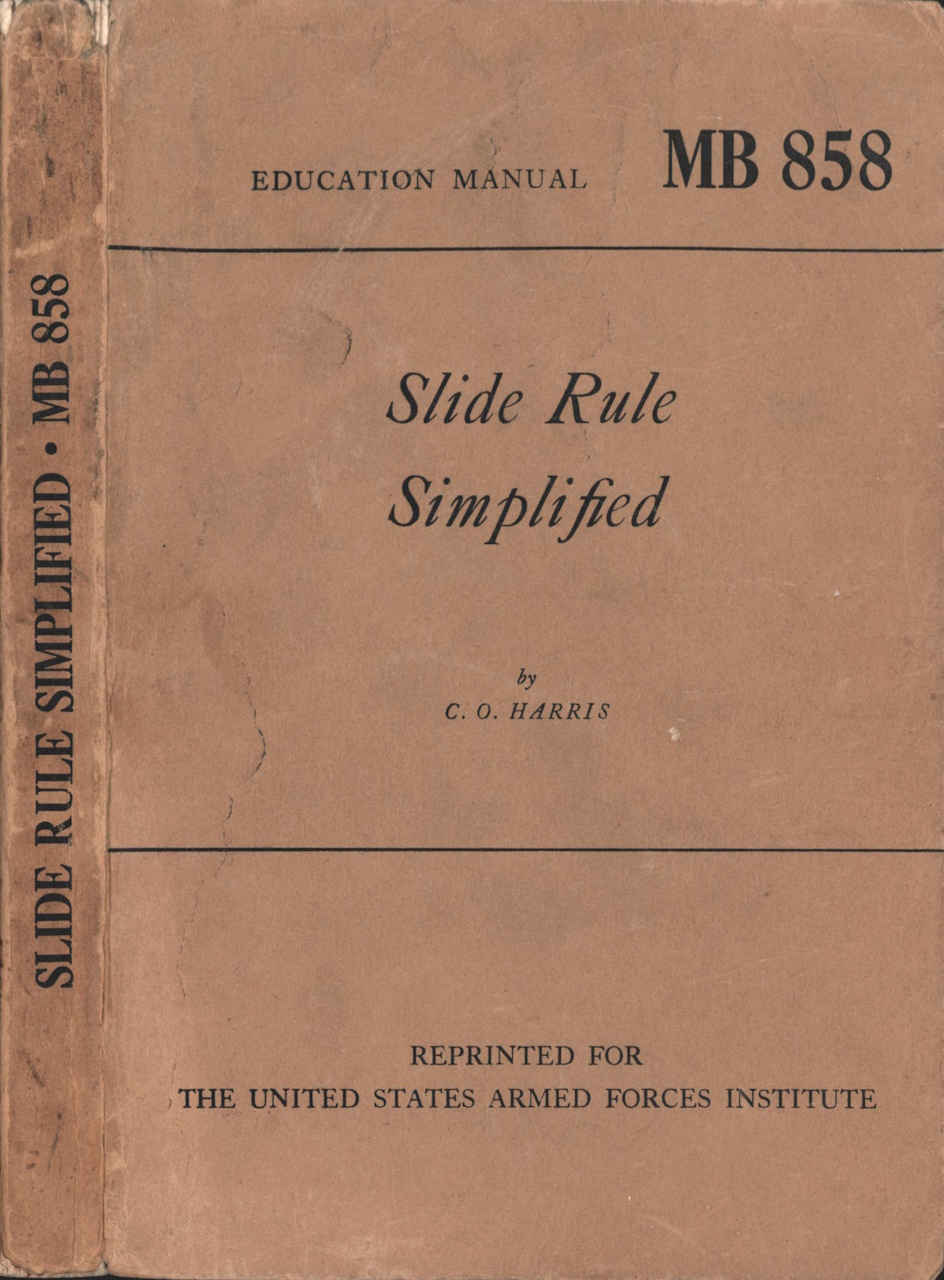 SLIDE RULE SIMPLIFIED • MB 858
EDUCATION MANUAL MB 858
Slide Rule
Simplified
by
C. O. HARRIS
REPRINTED FOR
THE UNITED STATES ARMED FORCES INSTITUTE